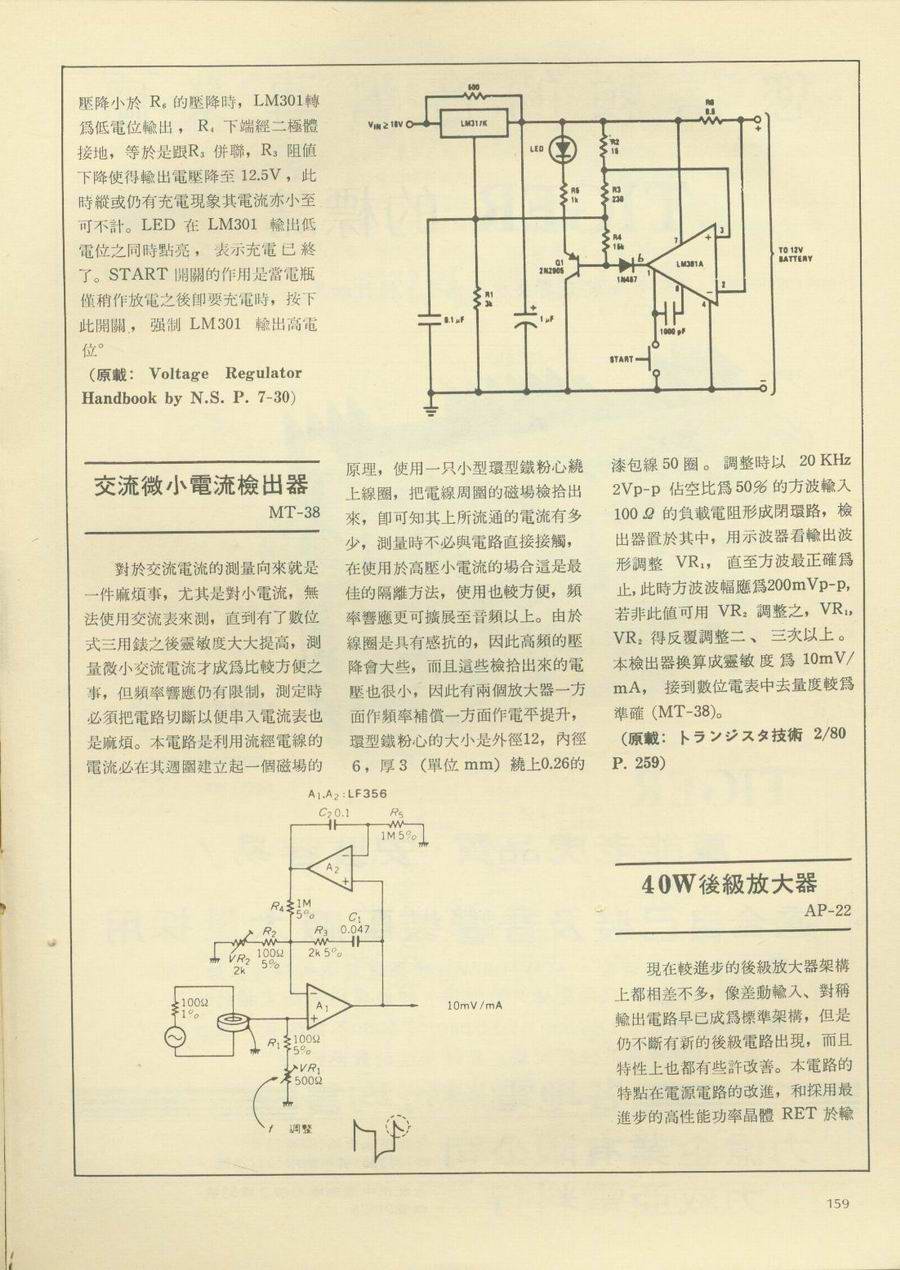 壓降小於 R₆ 的壓降時，LM301轉
爲低電位輸出，R₄ 下端經二極體
接地，等於是跟R₃ 併聯，R₃ 阻値
下降使得輸出電壓降至 12.5V，此
時縱或仍有充電現象其電流亦小至
可不計。LED 在 LM301 輸出低
電位之同時點亮，表示充電已終
了。START 開關的作用是當電瓶
僅稍作放電之後卽要充電時，按下
此開關，强制 LM301 輸出高電
位。
（原載：Voltage Regulator
Handbook by N.S. P. 7-30）
500
VIN ≥ 18V
LM317K
R6
0.5
+
LED
R2
15
R5
1k
R3
230
R4
15k
3
+
7
LM301A
TO 12V
BATTERY
Q1
2N2905
1N457
6
1
8
−
2
4
R1
3k
0.1 μF
+
1 μF
1000 pF
START
−
交流微小電流檢出器
MT-38
對於交流電流的測量向來就是
一件麻煩事，尤其是對小電流，無
法使用交流表來測，直到有了數位
式三用錶之後靈敏度大大提高，測
量微小交流電流才成爲比較方便之
事，但頻率響應仍有限制，測定時
必須把電路切斷以便串入電流表也
是麻煩。本電路是利用流經電線的
電流必在其週圍建立起一個磁場的
原理，使用一只小型環型鐵粉心繞
上線圈，把電線周圍的磁場檢拾出
來，卽可知其上所流通的電流有多
少，測量時不必與電路直接接觸，
在使用於高壓小電流的場合這是最
佳的隔離方法，使用也較方便，頻
率響應更可擴展至音頻以上。由於
線圈是具有感抗的，因此高頻的壓
降會大些，而且這些檢拾出來的電
壓也很小，因此有兩個放大器一方
面作頻率補償一方面作電平提升，
環型鐵粉心的大小是外徑12，內徑
6，厚3（單位 mm）繞上0.26的
漆包線 50 圈。調整時以 20 KHz
2Vp-p 佔空比爲50% 的方波輸入
100 Ω 的負載電阻形成閉環路，檢
出器置於其中，用示波器看輸出波
形調整 VR₁，直至方波最正確爲
止，此時方波波幅應爲200mVp-p，
若非此値可用 VR₂ 調整之，VR₁，
VR₂ 得反覆調整二、三次以上。
本檢出器換算成靈敏度爲 10mV/
mA，接到數位電表中去量度較爲
準確（MT-38）。
（原載：トランジスタ技術 2/80
P. 259）
A₁.A₂:LF356
C₂0.1
R₅
1M 5%
−
A₂
+
R₄
1M
5%
C₁
0.047
R₃
2k 5%
R₂
100Ω
5%
VR₂
2k
100Ω
1%
−
A₁
+
10mV/mA
R₁
100Ω
5%
VR₁
500Ω
調整
40W後級放大器
AP-22
現在較進步的後級放大器架構
上都相差不多，像差動輸入、對稱
輸出電路早已成爲標準架構，但是
仍不斷有新的後級電路出現，而且
特性上也都有些許改善。本電路的
特點在電源電路的改進，和採用最
進步的高性能功率晶體 RET 於輸
159